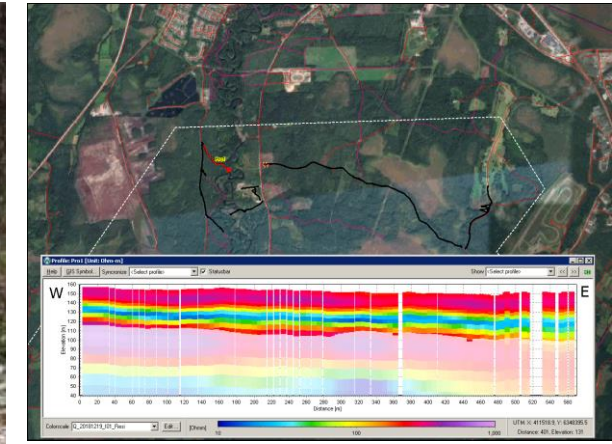 Profile: Pro1 [Unit: Ohm-m]
Help GIS Symbol.. Syncronize <Select profile> Statusbar Show <Select profile> << >>
W E
160
150
140
130
120
110
100
90
80
70
60
50
40
Elevation [m]
0 20 40 60 80 100 120 140 160 180 200 220 240 260 280 300 320 340 360 380 400 420 440 460 480 500 520 540 560
Distance [m]
Colorscale Edit... [Ohmm] 10 100 1,000
Distance: 401, Elevation: 131